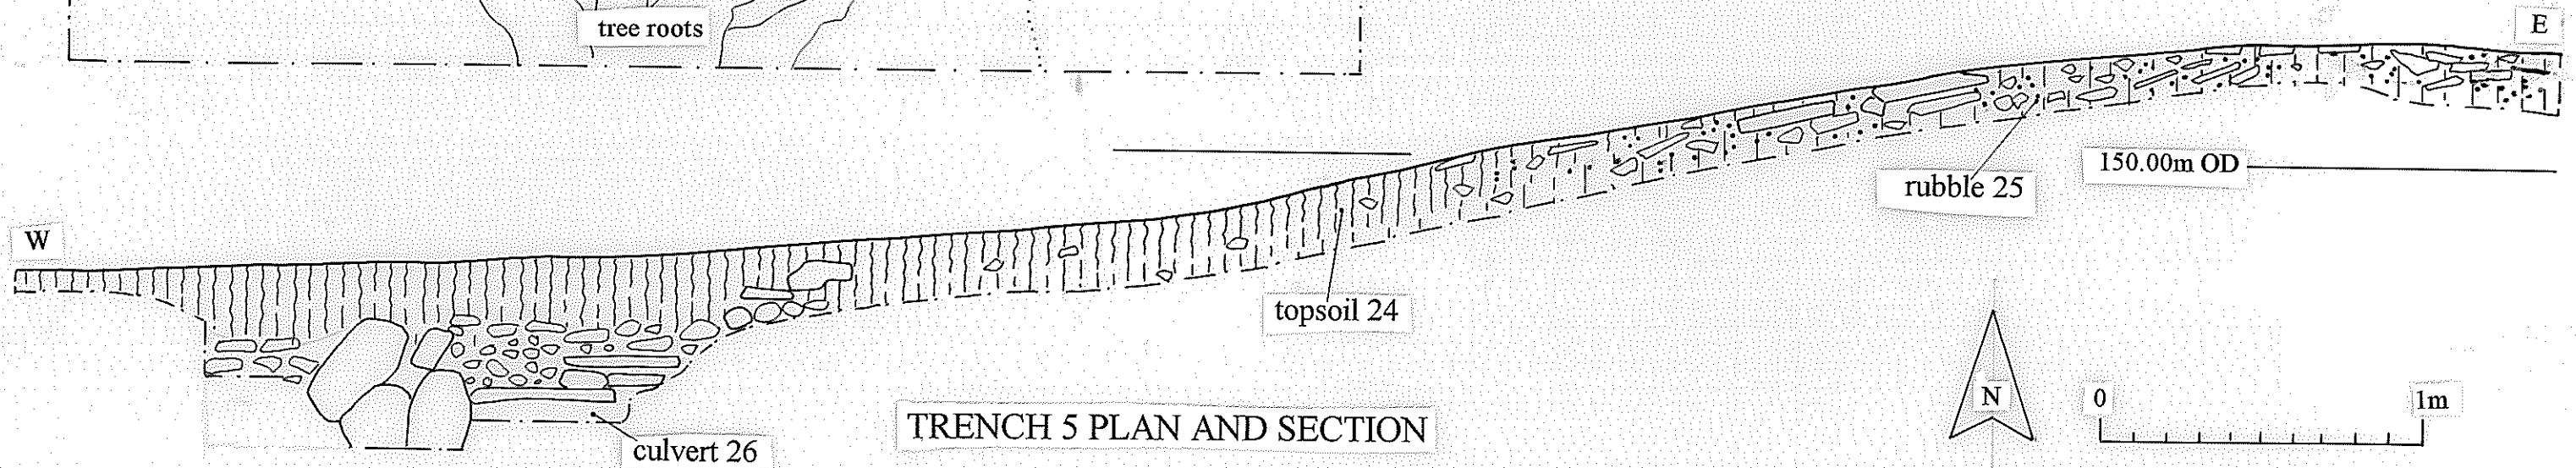 tree roots
E
150.00m OD
rubble 25
W
topsoil 24
N
0 1m
TRENCH 5 PLAN AND SECTION
culvert 26